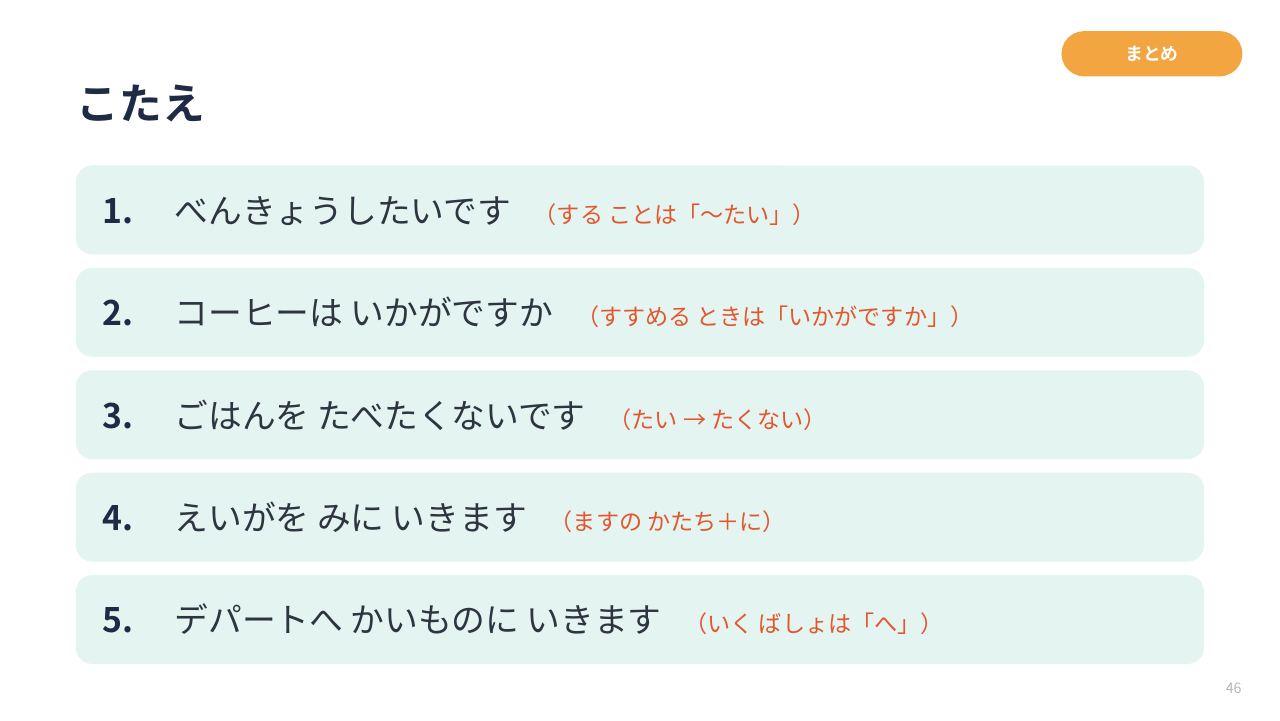 まとめ
こたえ
1. べんきょうしたいです （する ことは「～たい」）
2. コーヒーは いかがですか （すすめる ときは「いかがですか」）
3. ごはんを たべたくないです （たい → たくない）
4. えいがを みに いきます （ますの かたち＋に）
5. デパートへ かいものに いきます （いく ばしょは「へ」）
46